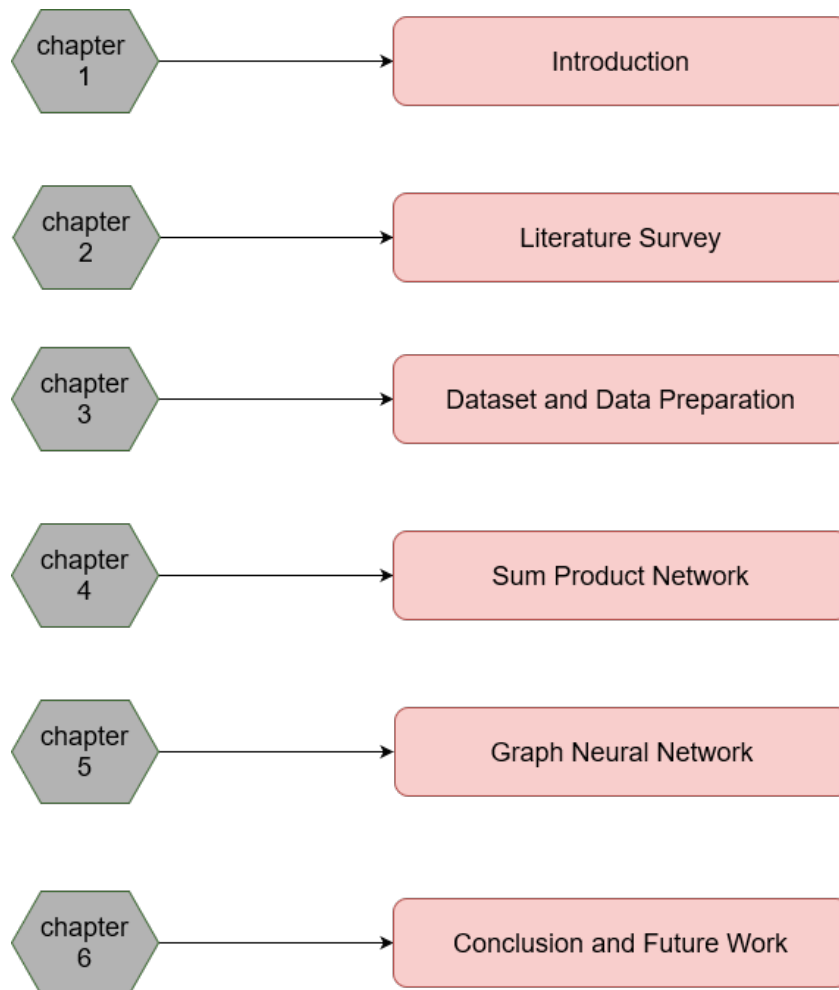 chapter
1
Introduction
chapter
2
Literature Survey
chapter
3
Dataset and Data Preparation
chapter
4
Sum Product Network
chapter
5
Graph Neural Network
chapter
6
Conclusion and Future Work